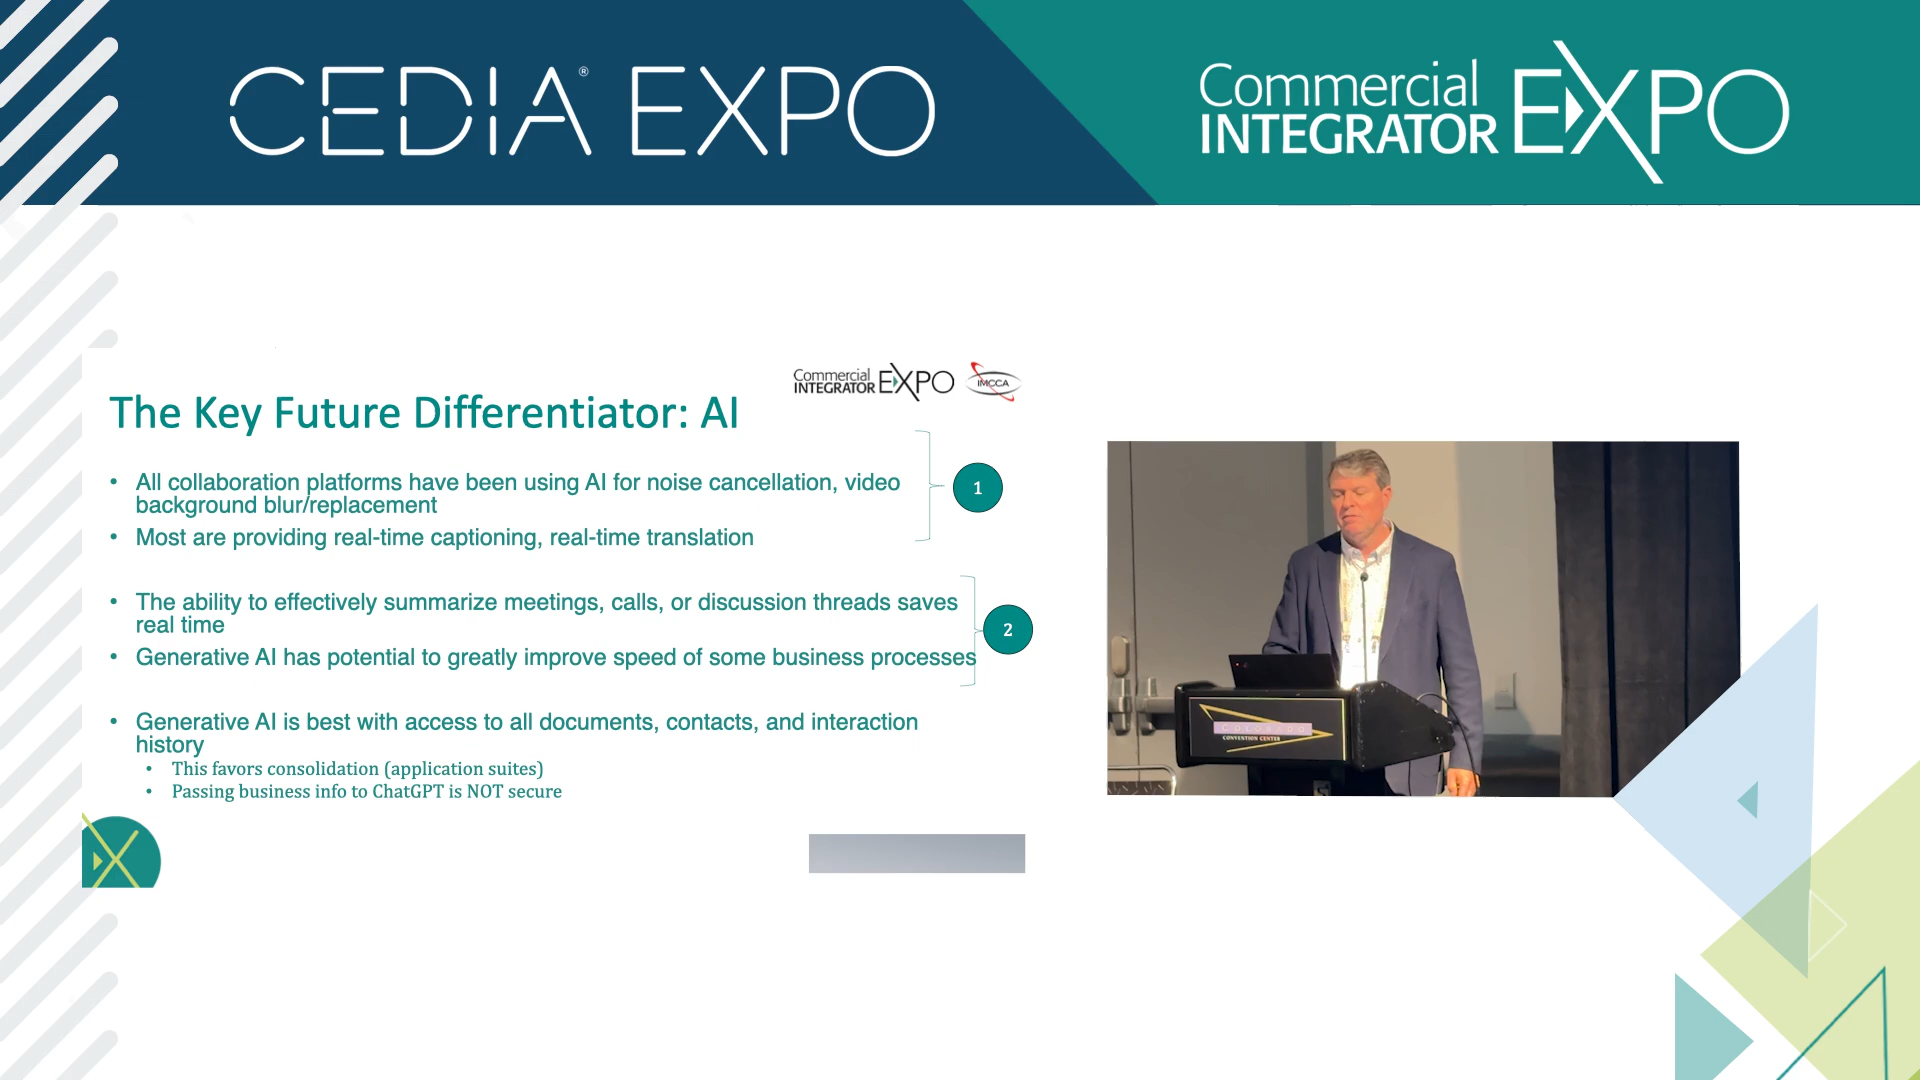 CEDIA® EXPO
Commercial
INTEGRATOR EXPO
Commercial
INTEGRATOR EXPO
IMCCA
The Key Future Differentiator: AI
• All collaboration platforms have been using AI for noise cancellation, video
background blur/replacement
• Most are providing real-time captioning, real-time translation
1
• The ability to effectively summarize meetings, calls, or discussion threads saves
real time
• Generative AI has potential to greatly improve speed of some business processes
2
• Generative AI is best with access to all documents, contacts, and interaction
history
• This favors consolidation (application suites)
• Passing business info to ChatGPT is NOT secure
COLORADO
CONVENTION CENTER